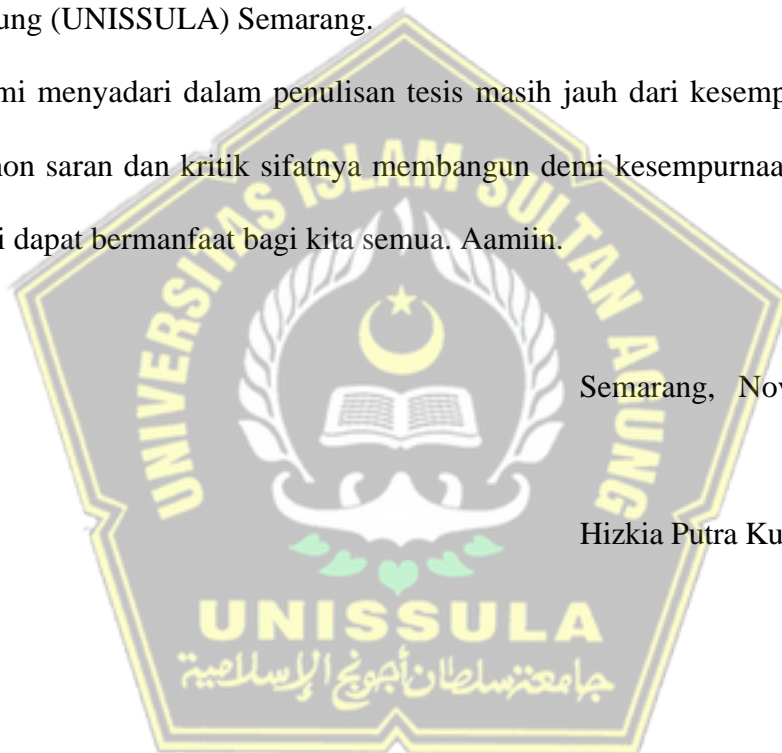 ung (UNISSULA) Semarang.
mi menyadari dalam penulisan tesis masih jauh dari kesemp
on saran dan kritik sifatnya membangun demi kesempurnaa
i dapat bermanfaat bagi kita semua. Aamiin.
UNIVERSITAS ISLAM SULTAN AGUNG
Semarang, Nov
Hizkia Putra Ku
UNISSULA
جامعة سلطان أجونج الإسلامية